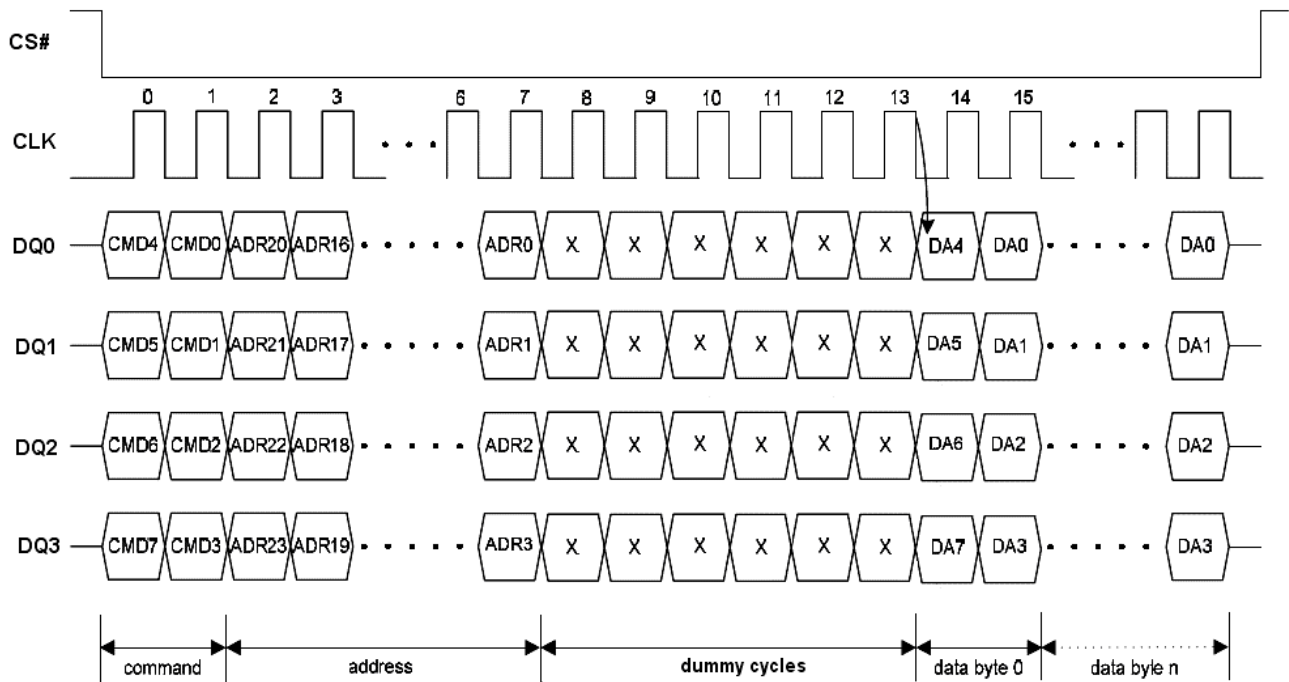 CS#
0 1 2 3 6 7 8 9 10 11 12 13 14 15
CLK
DQ0 CMD4 CMD0 ADR20 ADR16 ADR0 X X X X X X DA4 DA0 DA0
DQ1 CMD5 CMD1 ADR21 ADR17 ADR1 X X X X X X DA5 DA1 DA1
DQ2 CMD6 CMD2 ADR22 ADR18 ADR2 X X X X X X DA6 DA2 DA2
DQ3 CMD7 CMD3 ADR23 ADR19 ADR3 X X X X X X DA7 DA3 DA3
command address dummy cycles data byte 0 data byle n